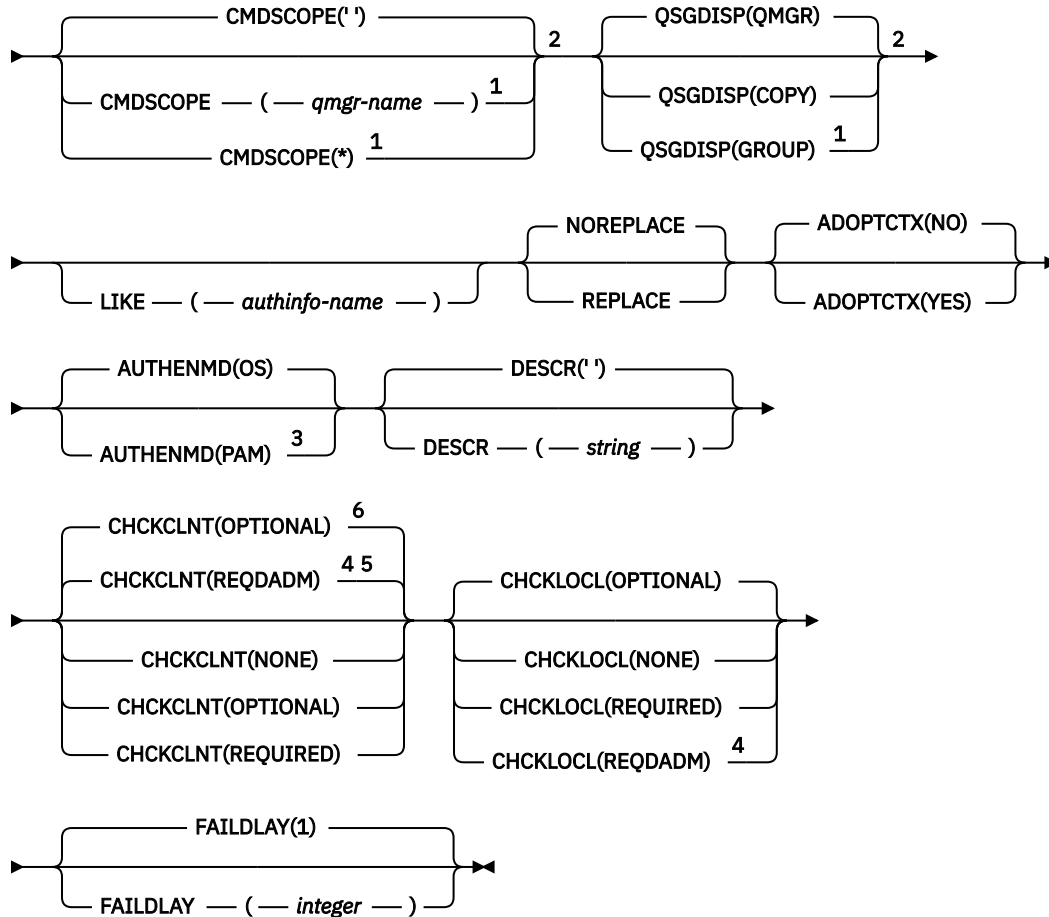 CMDSCOPE(' ')
2
CMDSCOPE ( qmgr-name ) 1
CMDSCOPE(*) 1
QSGDISP(QMGR)
2
QSGDISP(COPY)
QSGDISP(GROUP) 1
LIKE ( authinfo-name )
NOREPLACE
REPLACE
ADOPTCTX(NO)
ADOPTCTX(YES)
AUTHENMD(OS)
AUTHENMD(PAM) 3
DESCR(' ')
DESCR ( string )
CHCKCLNT(OPTIONAL) 6
CHCKCLNT(REQDADM) 4 5
CHCKCLNT(NONE)
CHCKCLNT(OPTIONAL)
CHCKCLNT(REQUIRED)
CHCKLOCL(OPTIONAL)
CHCKLOCL(NONE)
CHCKLOCL(REQUIRED)
CHCKLOCL(REQDADM) 4
FAILDLAY(1)
FAILDLAY ( integer )